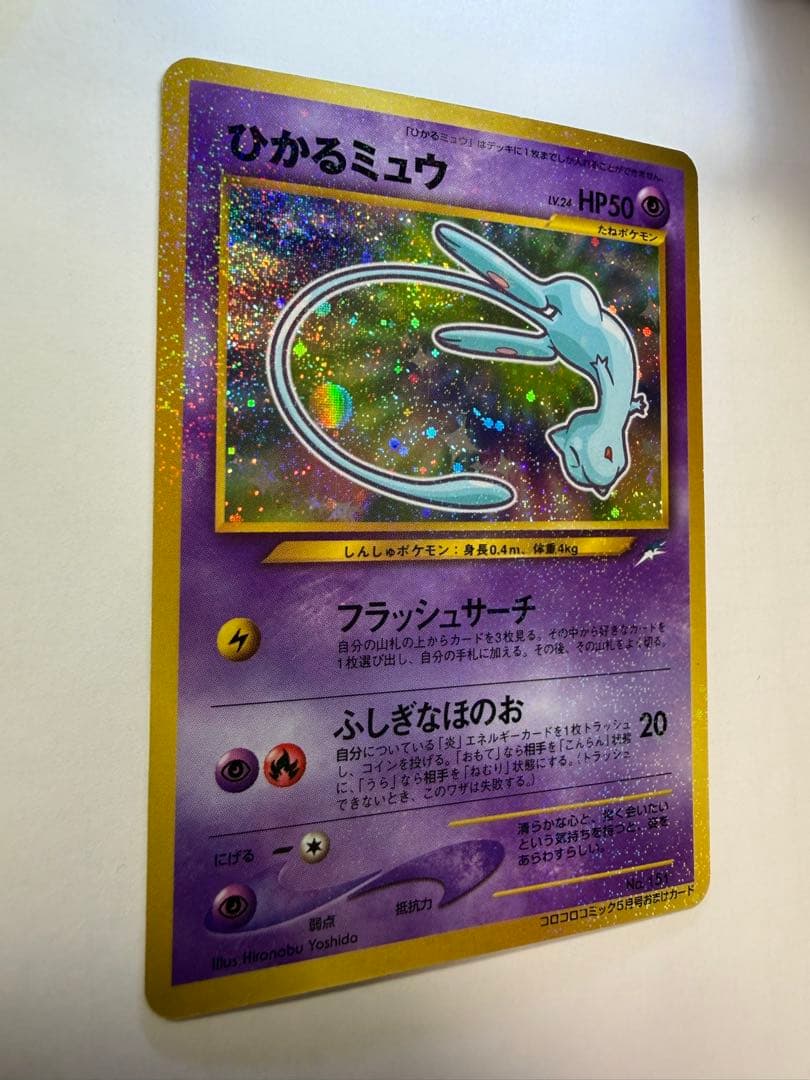 「ひかるミュウ」はデッキに1枚までしか入れることができません。
ひかるミュウ
LV.24 HP50
たねポケモン
しんしゅポケモン：身長0.4m、体重4kg
フラッシュサーチ
自分の山札の上からカードを3枚見る。その中から好きなカードを
1枚選び出し、自分の手札に加える。その後、その山札をよく切る。
ふしぎなほのお 20
自分についている「炎」エネルギーカードを1枚トラッシュ
し、コインを投げる。「おもて」なら相手を「こんらん」状態
に、「うら」なら相手を「ねむり」状態にする。（トラッシュ
できないとき、このワザは失敗する。）
にげる
清らかな心と、強く会いたい
という気持ちを持つと、姿を
あらわすらしい。
弱点
抵抗力
No.151
Illus. Hironobu Yoshida
コロコロコミック5月号おまけカード